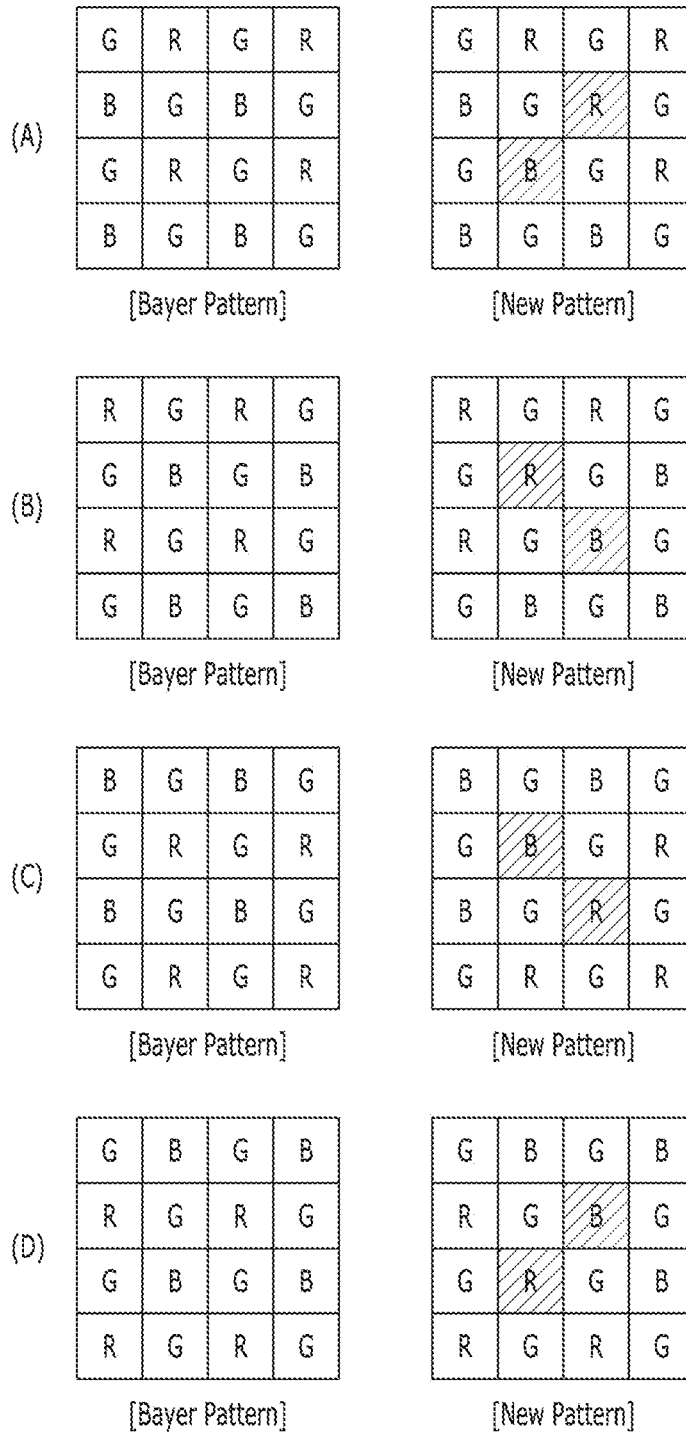 G R G R G R G R
B G B G B G R G
(A)
G R G R G B G R
B G B G B G B G
[Bayer Pattern] [New Pattern]
R G R G R G R G
G B G B G R G B
(B)
R G R G R G B G
G B G B G B G B
[Bayer Pattern] [New Pattern]
B G B G B G B G
G R G R G B G R
(C)
B G B G B G R G
G R G R G R G R
[Bayer Pattern] [New Pattern]
G B G B G B G B
R G R G R G B G
(D)
G B G B G R G B
R G R G R G R G
[Bayer Pattern] [New Pattern]